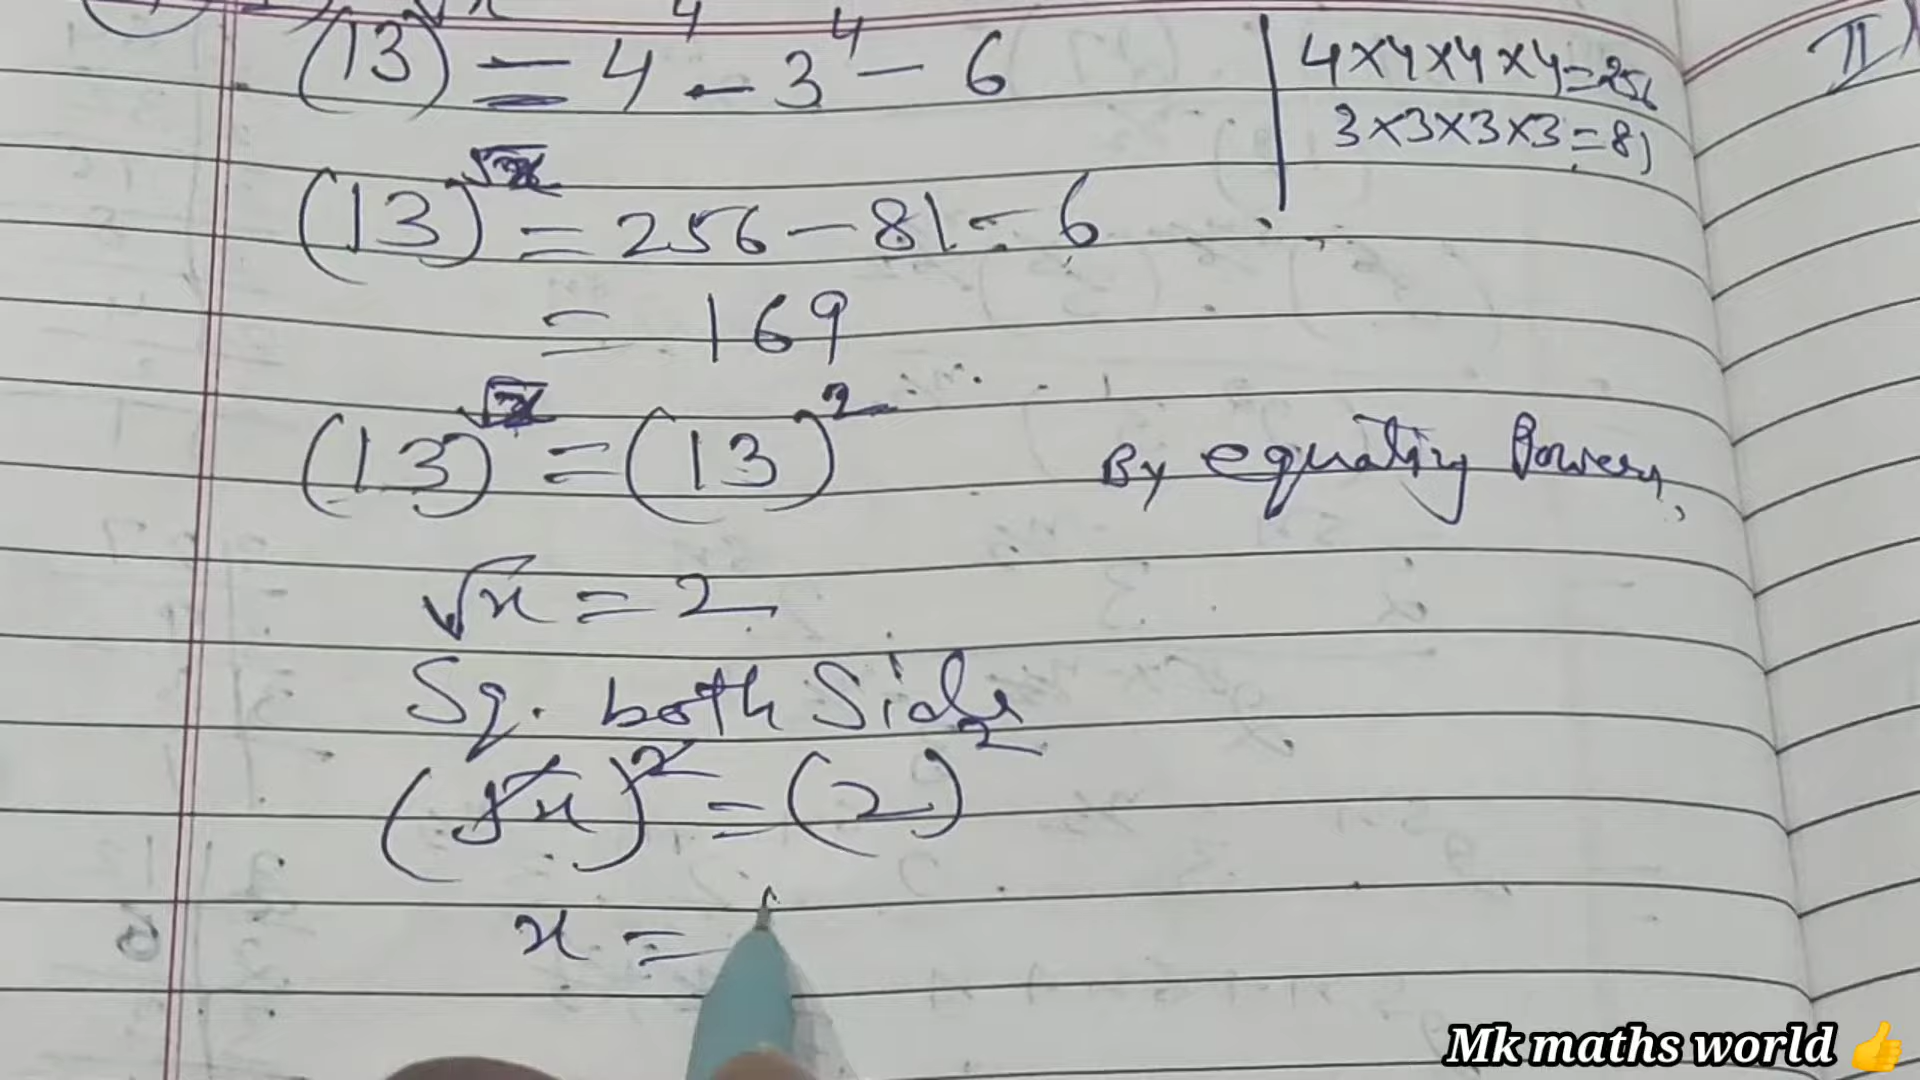 (13)^√x = 4^4 - 3^4 - 6
4×4×4×4=256
3×3×3×3=81
II)
(13)^√x = 256 - 81 - 6
= 169
(13)^√x = (13)^2 By equating Powers,
√x = 2
Sq. both Side
(√x)^2 = (2)^2
x =
Mk maths world 👍